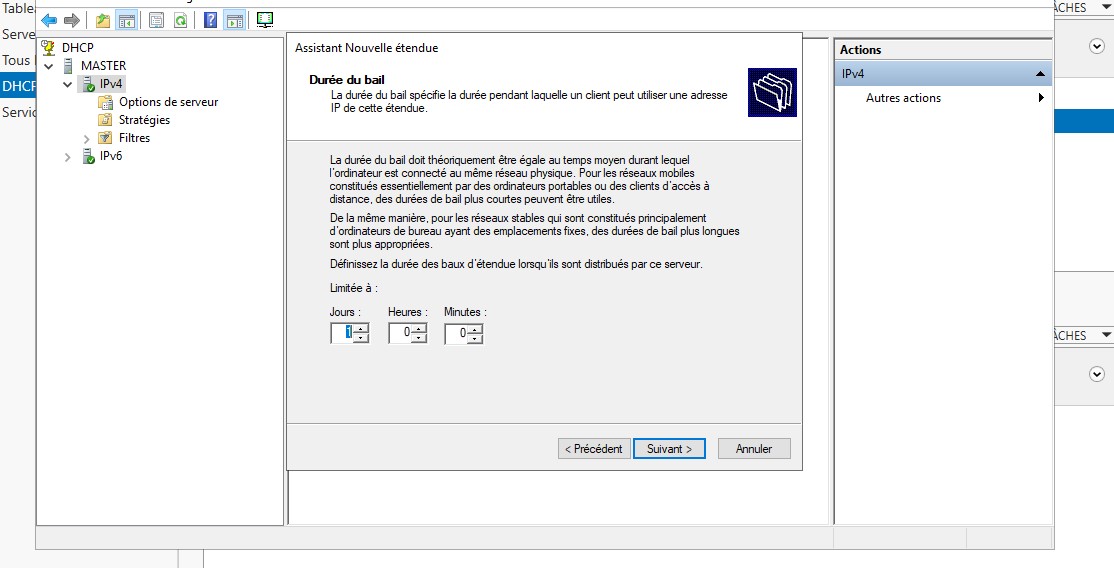 Table
Serve
Tous
DHCP
Servic
DHCP
MASTER
IPv4
Options de serveur
Stratégies
Filtres
IPv6
Assistant Nouvelle étendue
Durée du bail
La durée du bail spécifie la durée pendant laquelle un client peut utiliser une adresse
IP de cette étendue.
La durée du bail doit théoriquement être égale au temps moyen durant lequel
l'ordinateur est connecté au même réseau physique. Pour les réseaux mobiles
constitués essentiellement par des ordinateurs portables ou des clients d'accès à
distance, des durées de bail plus courtes peuvent être utiles.
De la même manière, pour les réseaux stables qui sont constitués principalement
d'ordinateurs de bureau ayant des emplacements fixes, des durées de bail plus longues
sont plus appropriées.
Définissez la durée des baux d'étendue lorsqu'ils sont distribués par ce serveur.
Limitée à :
Jours : Heures : Minutes :
1 0 0
< Précédent Suivant > Annuler
Actions
IPv4
Autres actions
ÂCHES
ÂCHES